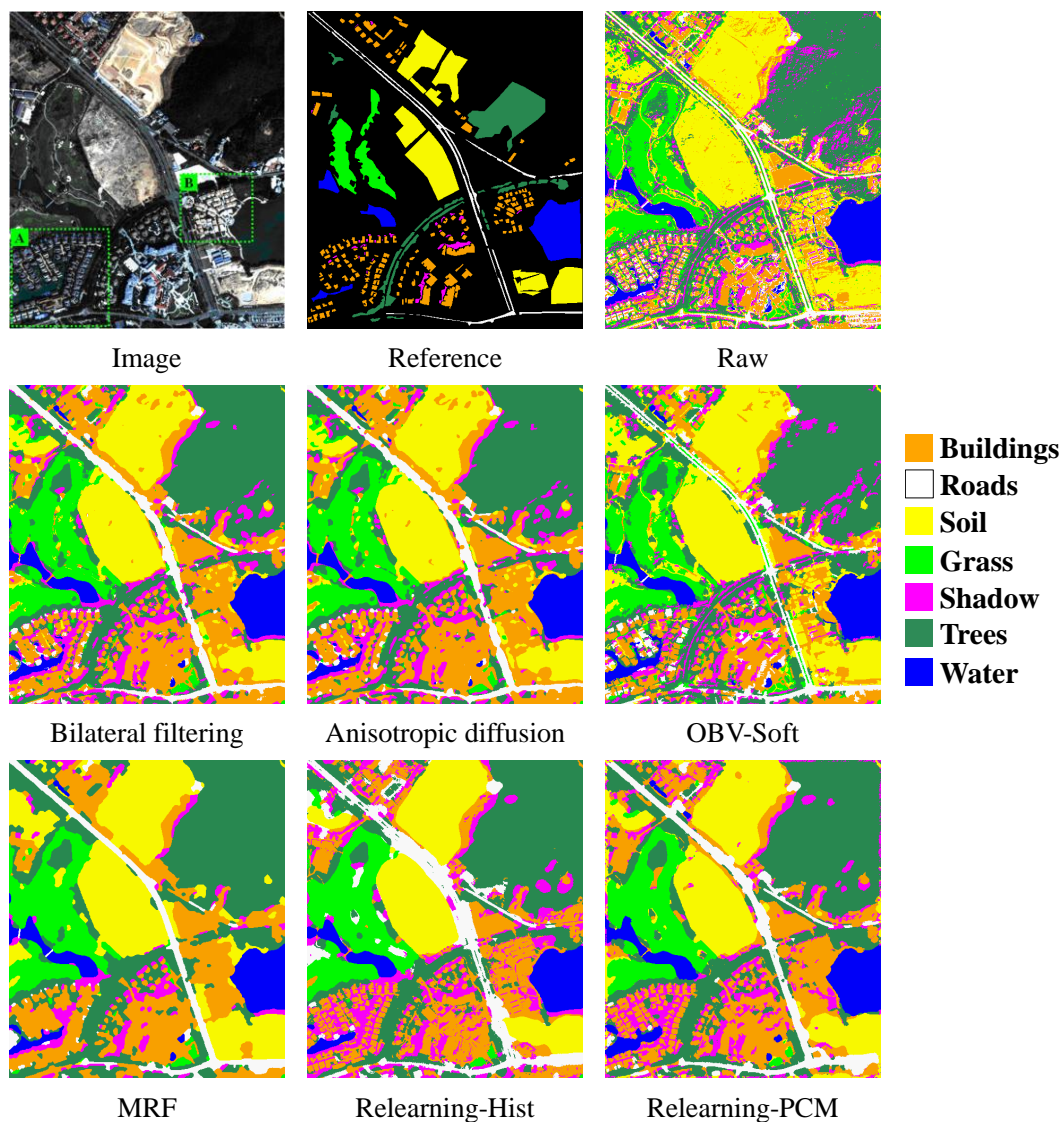 B
A
Image
Reference
Raw
Buildings
Roads
Soil
Grass
Shadow
Trees
Water
Bilateral filtering
Anisotropic diffusion
OBV-Soft
MRF
Relearning-Hist
Relearning-PCM